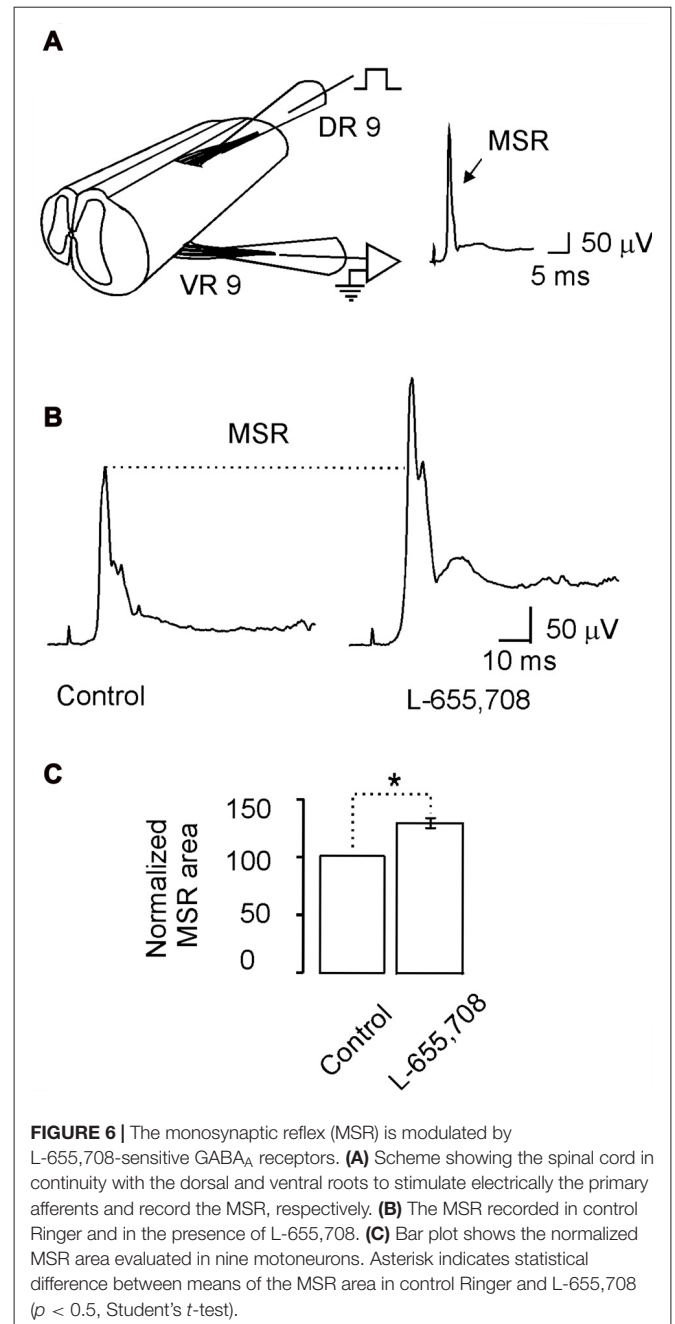 A
DR 9
MSR
50 μV
5 ms
VR 9
B
MSR
50 μV
10 ms
Control
L-655,708
C
*
Normalized
MSR area
150
100
50
0
Control
L-655,708
FIGURE 6 | The monosynaptic reflex (MSR) is modulated by
L-655,708-sensitive GABAA receptors. (A) Scheme showing the spinal cord in
continuity with the dorsal and ventral roots to stimulate electrically the primary
afferents and record the MSR, respectively. (B) The MSR recorded in control
Ringer and in the presence of L-655,708. (C) Bar plot shows the normalized
MSR area evaluated in nine motoneurons. Asterisk indicates statistical
difference between means of the MSR area in control Ringer and L-655,708
(p < 0.5, Student's t-test).